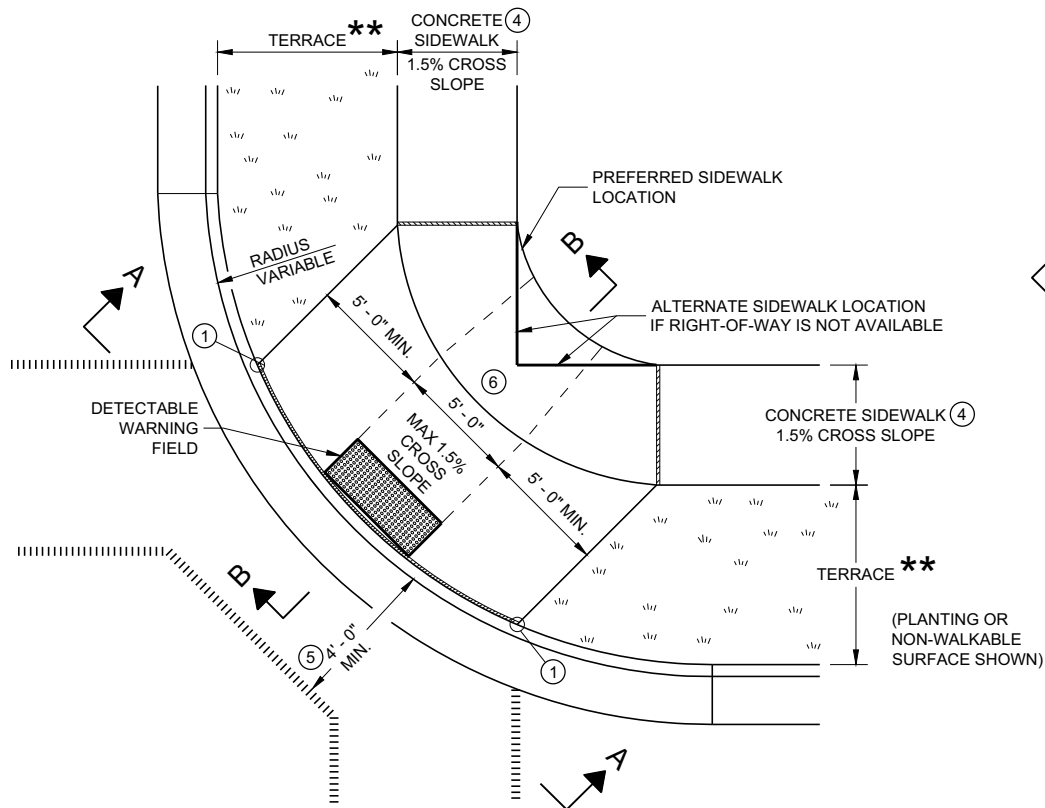 TERRACE **
CONCRETE ④
SIDEWALK
1.5% CROSS
SLOPE
PREFERRED SIDEWALK
LOCATION
B
RADIUS
VARIABLE
A
ALTERNATE SIDEWALK LOCATION
IF RIGHT-OF-WAY IS NOT AVAILABLE
①
5' - 0" MIN.
⑥
DETECTABLE
WARNING
FIELD
5' - 0"
MAX 1.5%
CROSS
SLOPE
CONCRETE SIDEWALK ④
1.5% CROSS SLOPE
5' - 0" MIN.
B
TERRACE **
(PLANTING OR
NON-WALKABLE
SURFACE SHOWN)
⑤ 4' - 0"
MIN.
①
A